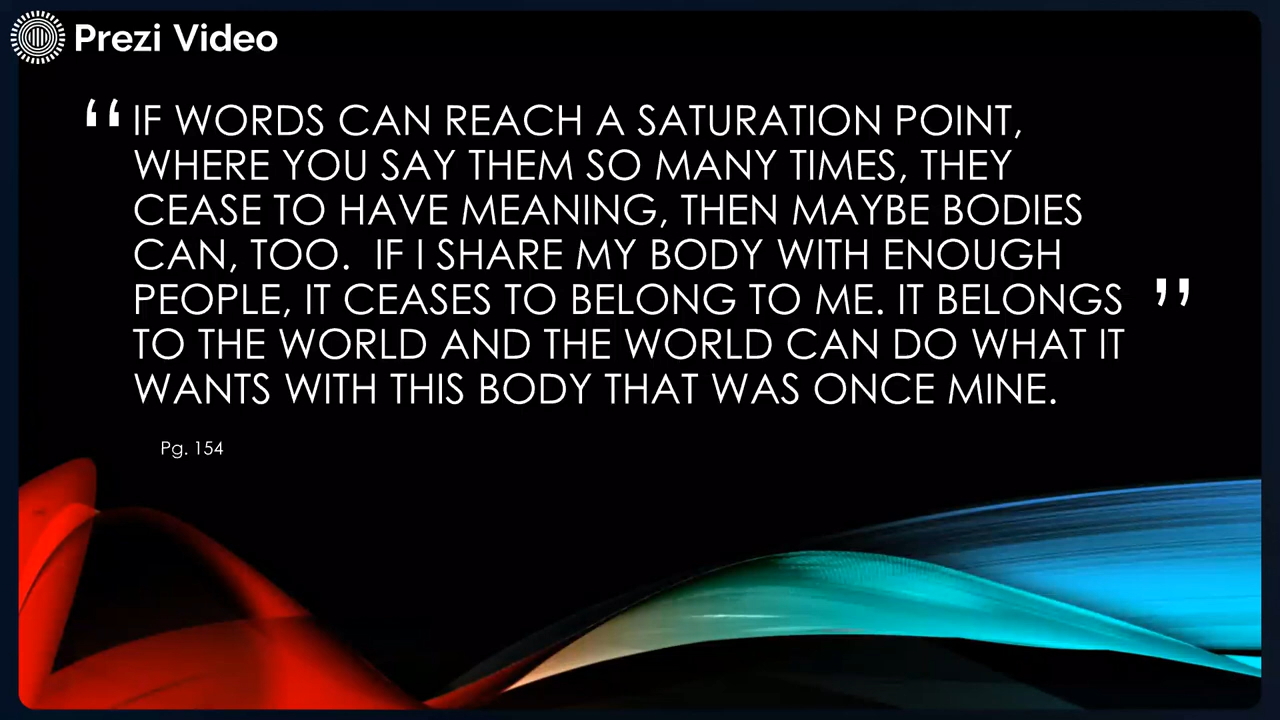 Prezi Video
“ IF WORDS CAN REACH A SATURATION POINT,
WHERE YOU SAY THEM SO MANY TIMES, THEY
CEASE TO HAVE MEANING, THEN MAYBE BODIES
CAN, TOO.  IF I SHARE MY BODY WITH ENOUGH
PEOPLE, IT CEASES TO BELONG TO ME. IT BELONGS ”
TO THE WORLD AND THE WORLD CAN DO WHAT IT
WANTS WITH THIS BODY THAT WAS ONCE MINE.
Pg. 154